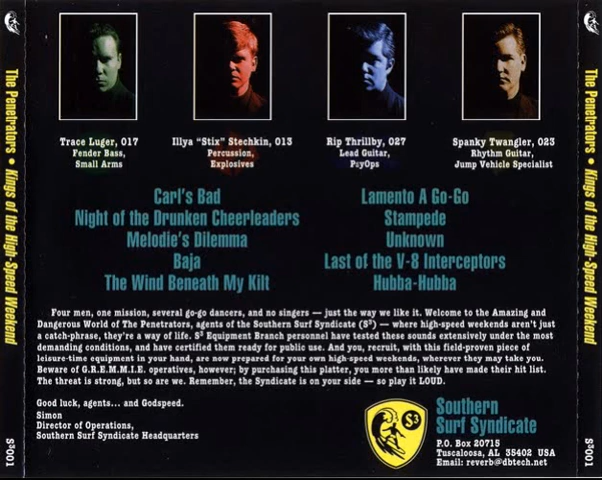 The Penetrators • Kings of the High-Speed Weekend
S³001
Trace Luger, 017
Fender Bass,
Small Arms
Illya "Stix" Stechkin, 013
Percussion,
Explosives
Rip Thrillby, 027
Lead Guitar,
PsyOps
Spanky Twangler, 023
Rhythm Guitar,
Jump Vehicle Specialist
Carl's Bad
Night of the Drunken Cheerleaders
Melodie's Dilemma
Baja
The Wind Beneath My Kilt
Lamento A Go-Go
Stampede
Unknown
Last of the V-8 Interceptors
Hubba-Hubba
Four men, one mission, several go-go dancers, and no singers — just the way we like it. Welcome to the Amazing and
Dangerous World of The Penetrators, agents of the Southern Surf Syndicate (S³) — where high-speed weekends aren't just
a catch-phrase, they're a way of life. S³ Equipment Branch personnel have tested these sounds extensively under the most
demanding conditions, and have certified them ready for public use. And you, recruit, with this field-proven piece of
leisure-time equipment in your hand, are now prepared for your own high-speed weekends, wherever they may take you.
Beware of G.R.E.M.M.I.E. operatives, however; by purchasing this platter, you more than likely have made their hit list.
The threat is strong, but so are we. Remember, the Syndicate is on your side — so play it LOUD.
Good luck, agents... and Godspeed.
Simon
Director of Operations,
Southern Surf Syndicate Headquarters
S³
Southern
Surf Syndicate
P.O. Box 20715
Tuscaloosa, AL 35402 USA
Email: reverb@dbtech.net
The Penetrators • Kings of the High-Speed Weekend
S³001